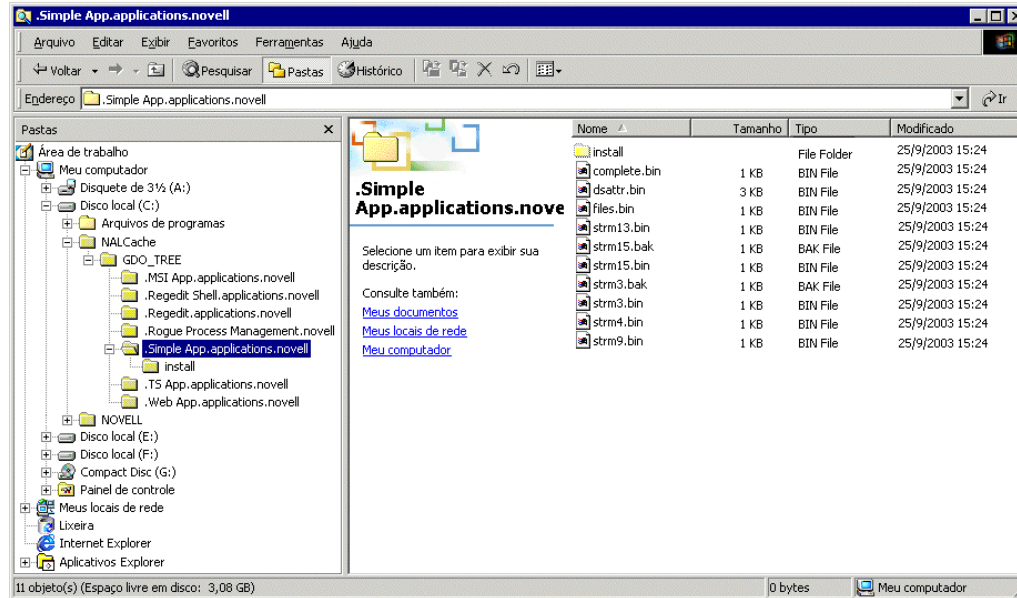 .Simple App.applications.novell
Arquivo Editar Exibir Favoritos Ferramentas Ajuda
Voltar Pesquisar Pastas Histórico
Endereço .Simple App.applications.novell Ir
Pastas
Área de trabalho
Meu computador
Disquete de 3½ (A:)
Disco local (C:)
Arquivos de programas
NALCache
GDO_TREE
.MSI App.applications.novell
.Regedit Shell.applications.novell
.Regedit.applications.novell
.Rogue Process Management.novell
.Simple App.applications.novell
install
.TS App.applications.novell
.Web App.applications.novell
NOVELL
Disco local (E:)
Disco local (F:)
Compact Disc (G:)
Painel de controle
Meus locais de rede
Lixeira
Internet Explorer
Aplicativos Explorer
.Simple
App.applications.nove
Selecione um item para exibir sua
descrição.
Consulte também:
Meus documentos
Meus locais de rede
Meu computador
Nome Tamanho Tipo Modificado
install File Folder 25/9/2003 15:24
complete.bin 1 KB BIN File 25/9/2003 15:24
dsattr.bin 3 KB BIN File 25/9/2003 15:24
files.bin 1 KB BIN File 25/9/2003 15:24
strm13.bin 1 KB BIN File 25/9/2003 15:24
strm15.bak 1 KB BAK File 25/9/2003 15:24
strm15.bin 1 KB BIN File 25/9/2003 15:24
strm3.bak 1 KB BAK File 25/9/2003 15:24
strm3.bin 1 KB BIN File 25/9/2003 15:24
strm4.bin 1 KB BIN File 25/9/2003 15:24
strm9.bin 1 KB BIN File 25/9/2003 15:24
11 objeto(s) (Espaço livre em disco: 3,08 GB) 0 bytes Meu computador